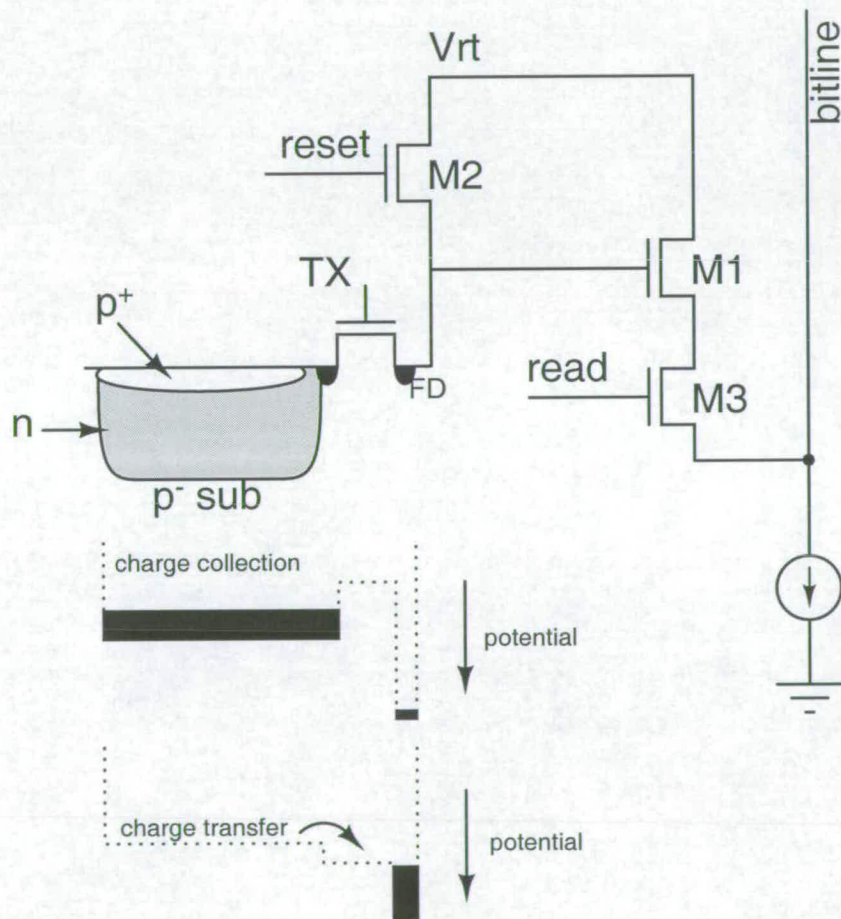 Vrt
bitline
reset
M2
TX
M1
p+
FD
read
M3
n
p- sub
charge collection
potential
charge transfer
potential